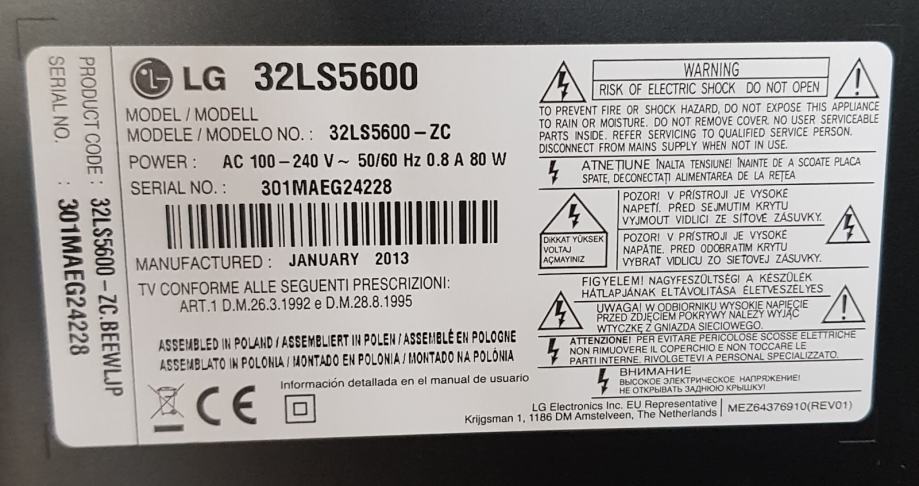 PRODUCT CODE : 32LS5600-ZC.BEEWLJP
SERIAL NO. : 301MAEG24228
LG 32LS5600
MODEL / MODELL
MODELE / MODELO NO. : 32LS5600-ZC
POWER : AC 100-240 V~ 50/60 Hz 0.8 A 80 W
SERIAL NO. : 301MAEG24228
MANUFACTURED : JANUARY 2013
TV CONFORME ALLE SEGUENTI PRESCRIZIONI:
ART.1 D.M.26.3.1992 e D.M.28.8.1995
ASSEMBLED IN POLAND / ASSEMBLIERT IN POLEN / ASSEMBLÉ EN POLOGNE
ASSEMBLATO IN POLONIA / MONTADO EN POLONIA / MONTADO NA POLÔNIA
CE
Información detallada en el manual de usuario
WARNING
RISK OF ELECTRIC SHOCK DO NOT OPEN
TO PREVENT FIRE OR SHOCK HAZARD, DO NOT EXPOSE THIS APPLIANCE
TO RAIN OR MOISTURE. DO NOT REMOVE COVER. NO USER SERVICEABLE
PARTS INSIDE. REFER SERVICING TO QUALIFIED SERVICE PERSON.
DISCONNECT FROM MAINS SUPPLY WHEN NOT IN USE.
ATNEŢIUNE ÎNALTA TENSIUNE! ÎNAINTE DE A SCOATE PLACA
SPATE, DECONECTAŢI ALIMENTAREA DE LA REŢEA
DIKKAT YÜKSEK
VOLTAJ
AÇMAYINIZ
POZOR! V PŘÍSTROJI JE VYSOKÉ
NAPĚTÍ. PŘED SEJMUTIM KRYTU
VYJMOUT VIDLICI ZE SÍŤOVÉ ZÁSUVKY.
POZOR! V PRÍSTROJI JE VYSOKÉ
NAPÄTIE. PRED ODOBRATIM KRYTU
VYBRAT VIDLICU ZO SIEŤOVEJ ZÁSUVKY.
FIGYELEM! NAGYFESZÜLTSÉG! A KÉSZÜLÉK
HÁTLAPJÁNAK ELTÁVOLÍTÁSA ÉLETVESZÉLYES
UWAGA! W ODBIORNIKU WYSOKIE NAPIĘCIE
PRZED ZDJĘCIEM POKRYWY NALEŻY WYJĄĆ
WTYCZKĘ Z GNIAZDA SIECIOWEGO.
ATTENZIONE! PER EVITARE PERICOLOSE SCOSSE ELETTRICHE
NON RIMUOVERE IL COPERCHIO E NON TOCCARE LE
PARTI INTERNE. RIVOLGETEVI A PERSONAL SPECIALIZZATO.
ВНИМАНИЕ
ВЫСОКОЕ ЭЛЕКТРИЧЕСКОЕ НАПРЯЖЕНИЕ!
НЕ ОТКРЫВАТЬ ЗАДНЮЮ КРЫШКУ!
LG Electronics Inc. EU Representative
Krijgsman 1, 1186 DM Amstelveen, The Netherlands
MEZ64376910(REV01)